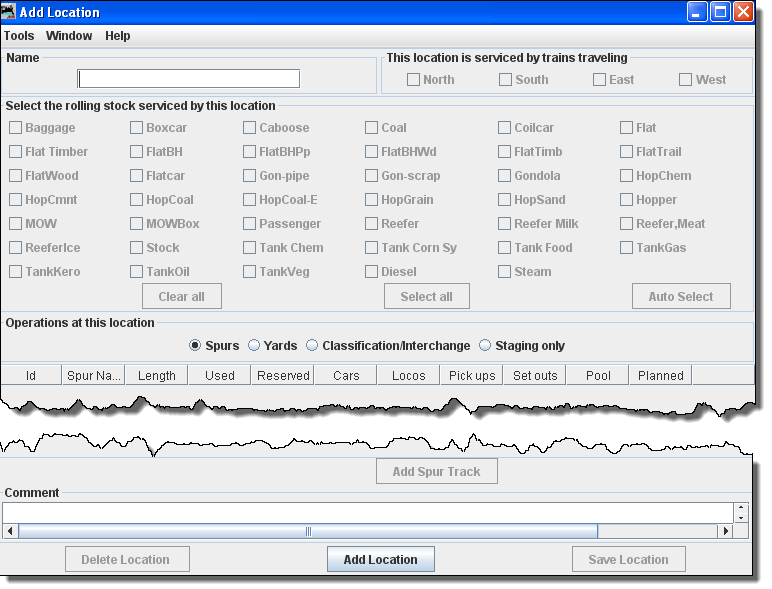 Add Location
Tools Window Help
Name
This location is serviced by trains traveling
North South East West
Select the rolling stock serviced by this location
Baggage Boxcar Caboose Coal Coilcar Flat
Flat Timber FlatBH FlatBHPp FlatBHWd FlatTimb FlatTrail
FlatWood Flatcar Gon-pipe Gon-scrap Gondola HopChem
HopCmnt HopCoal HopCoal-E HopGrain HopSand Hopper
MOW MOWBox Passenger Reefer Reefer Milk Reefer,Meat
ReeferIce Stock Tank Chem Tank Corn Sy Tank Food TankGas
TankKero TankOil TankVeg Diesel Steam
Clear all Select all Auto Select
Operations at this location
Spurs Yards Classification/Interchange Staging only
Id Spur Na... Length Used Reserved Cars Locos Pick ups Set outs Pool Planned
Add Spur Track
Comment
Delete Location Add Location Save Location